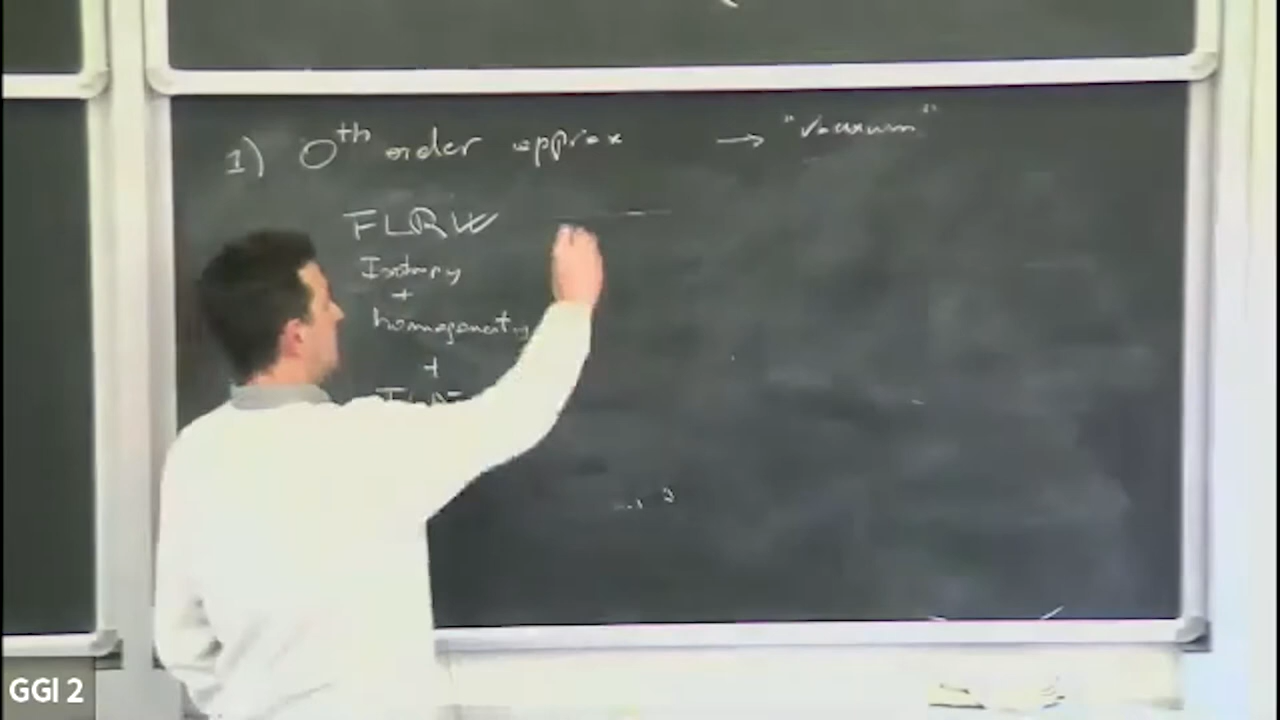 1) 0th order approx → "vacuum"
FLRW
Isotropy
+
homogeneity
+
GGI 2